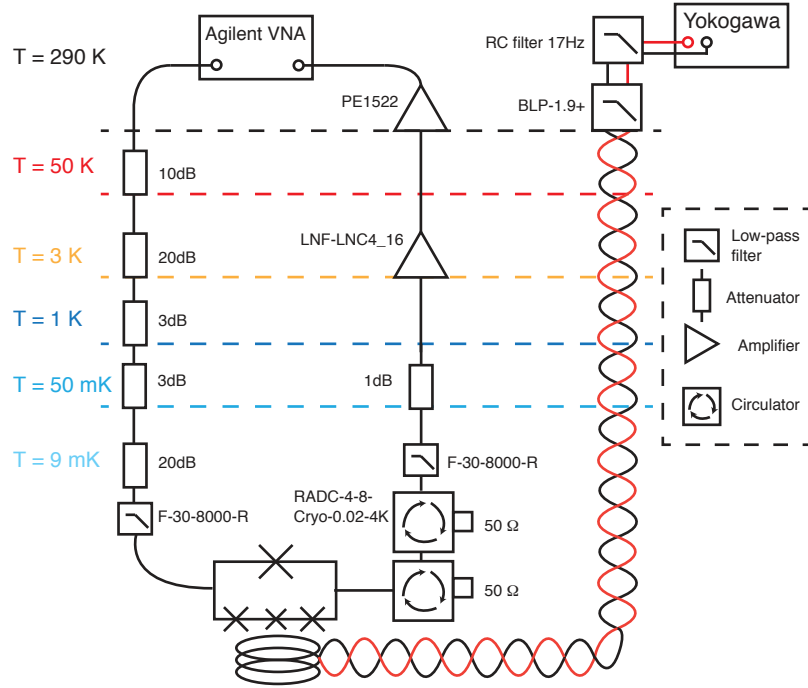 Agilent VNA
Yokogawa
RC filter 17Hz
T = 290 K
PE1522
BLP-1.9+
T = 50 K
10dB
T = 3 K
20dB
LNF-LNC4_16
T = 1 K
3dB
T = 50 mK
3dB
1dB
T = 9 mK
20dB
F-30-8000-R
F-30-8000-R
RADC-4-8-
Cryo-0.02-4K
50 Ω
50 Ω
Low-pass
filter
Attenuator
Amplifier
Circulator